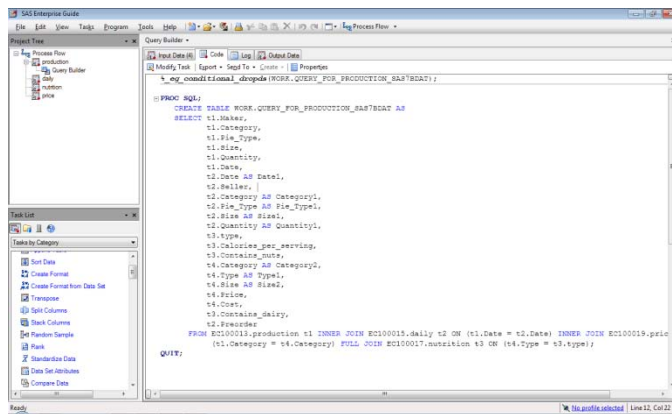 SAS Enterprise Guide
File Edit View Tasks Program Tools Help Process Flow
Project Tree
Process Flow
production
Query Builder
daily
nutrition
price
Query Builder
Input Data (4) Code Log Output Data
Modify Task Export Send To Create Properties
%_eg_conditional_dropds(WORK.QUERY_FOR_PRODUCTION_SAS7BDAT);
PROC SQL;
CREATE TABLE WORK.QUERY_FOR_PRODUCTION_SAS7BDAT AS
SELECT t1.Maker,
t1.Category,
t1.Pie_Type,
t1.Size,
t1.Quantity,
t1.Date,
t2.Date AS Date1,
t2.Seller,
t2.Category AS Category1,
t2.Pie_Type AS Pie_Type1,
t2.Size AS Size1,
t2.Quantity AS Quantity1,
t3.type,
t3.Calories_per_serving,
t3.Contains_nuts,
t4.Category AS Category2,
t4.Type AS Type1,
t4.Size AS Size2,
t4.Price,
t4.Cost,
t3.Contains_dairy,
t2.Preorder
FROM EC100013.production t1 INNER JOIN EC100015.daily t2 ON (t1.Date = t2.Date) INNER JOIN EC100019.pric
(t1.Category = t4.Category) FULL JOIN EC100017.nutrition t3 ON (t4.Type = t3.type);
QUIT;
Task List
Tasks by Category
Sort Data
Create Format
Create Format from Data Set
Transpose
Split Columns
Stack Columns
Random Sample
Rank
Standardize Data
Data Set Attributes
Compare Data
Ready
No profile selected Line 12, Col 22